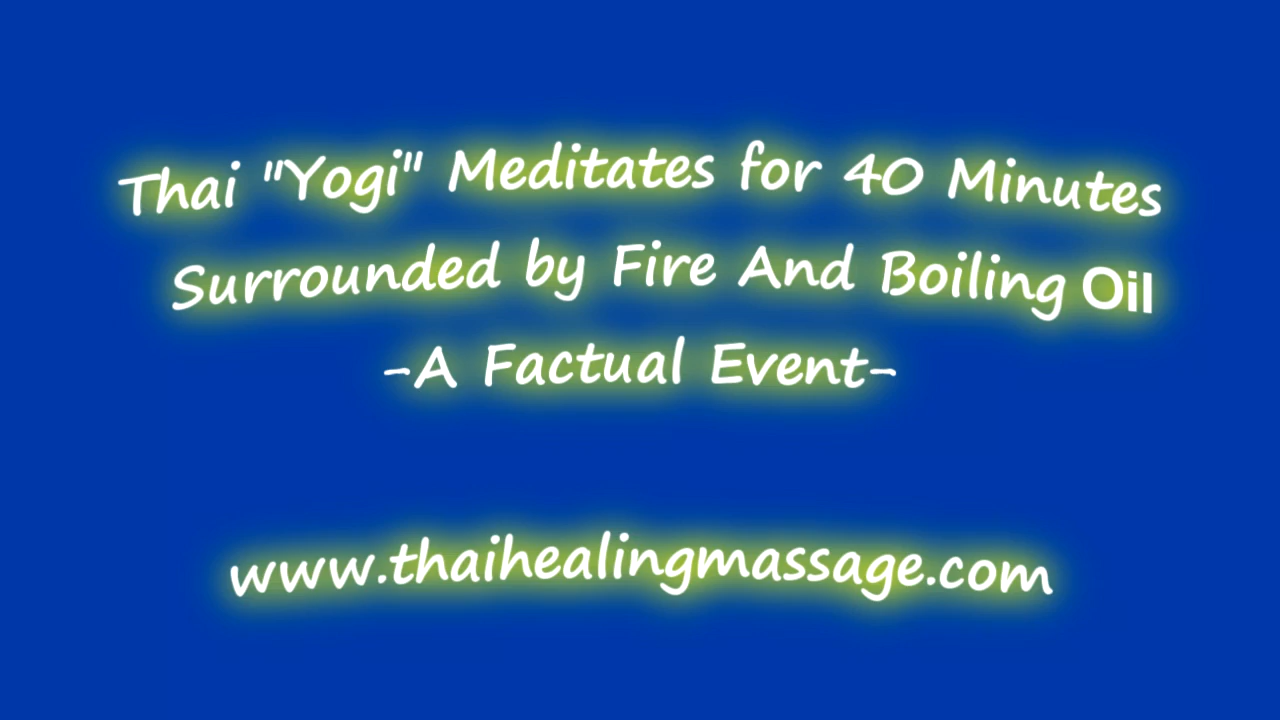 Thai "Yogi" Meditates for 40 Minutes
Surrounded by Fire And Boiling Oil
-A Factual Event-
www.thaihealingmassage.com